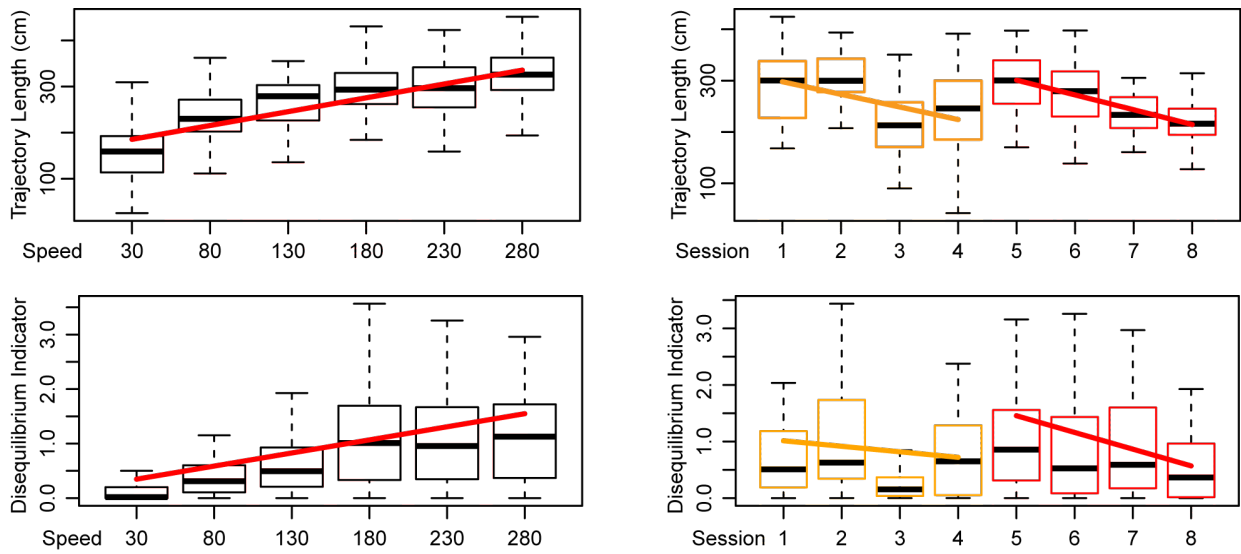 Trajectory Length (cm)
300
100
Speed 30 80 130 180 230 280
Trajectory Length (cm)
300
100
Session 1 2 3 4 5 6 7 8
Disequilibrium Indicator
3.0
2.0
1.0
0.0
Speed 30 80 130 180 230 280
Disequilibrium Indicator
3.0
2.0
1.0
0.0
Session 1 2 3 4 5 6 7 8